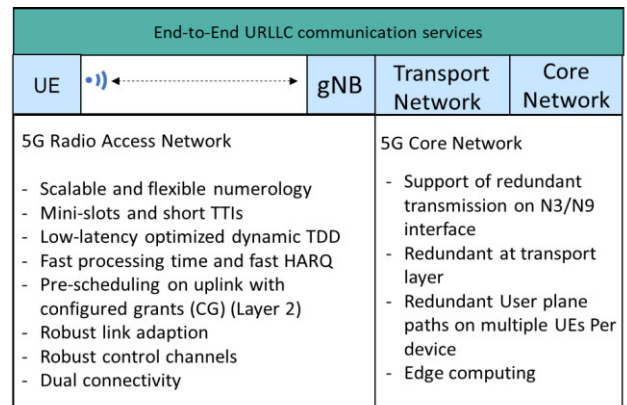 End-to-End URLLC communication services
UE
gNB
Transport
Network
Core
Network
5G Radio Access Network
- Scalable and flexible numerology
- Mini-slots and short TTIs
- Low-latency optimized dynamic TDD
- Fast processing time and fast HARQ
- Pre-scheduling on uplink with
configured grants (CG) (Layer 2)
- Robust link adaption
- Robust control channels
- Dual connectivity
5G Core Network
- Support of redundant
transmission on N3/N9
interface
- Redundant at transport
layer
- Redundant User plane
paths on multiple UEs Per
device
- Edge computing